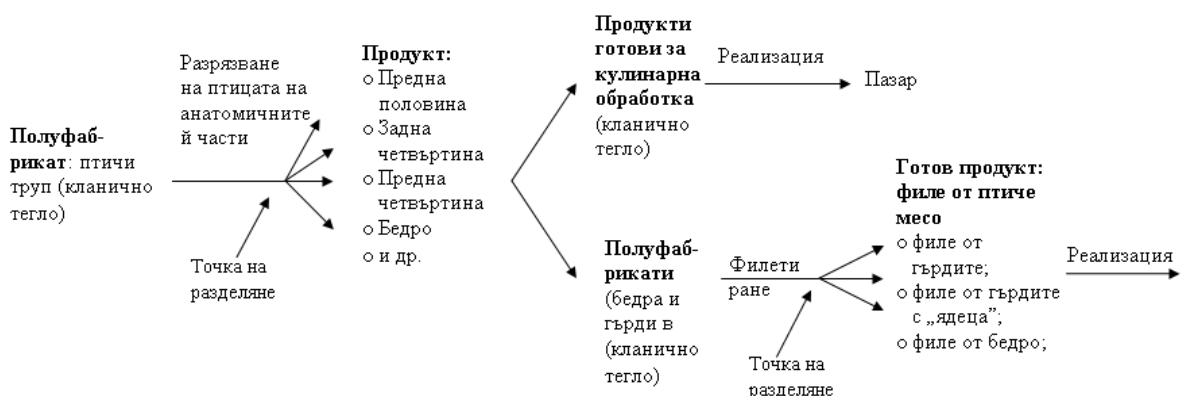 Полуфаб-
рикат: птичи
труп (кланично
тегло)
Разрязване
на птицата на
анатомичните
й части
Точка на
разделяне
Продукт:
o Предна
половина
o Задна
четвъртина
o Предна
четвъртина
o Бедро
o и др.
Продукти
готови за
кулинарна
обработка
(кланично
тегло)
Реализация
Пазар
Полуфаб-
рикати
(бедра и
гърди в
(кланично
тегло)
Филети
ране
Точка на
разделяне
Готов продукт:
филе от птиче
месо
o филе от
гърдите;
o филе от гърдите
с „ядеца”;
o филе от бедро;
Реализация